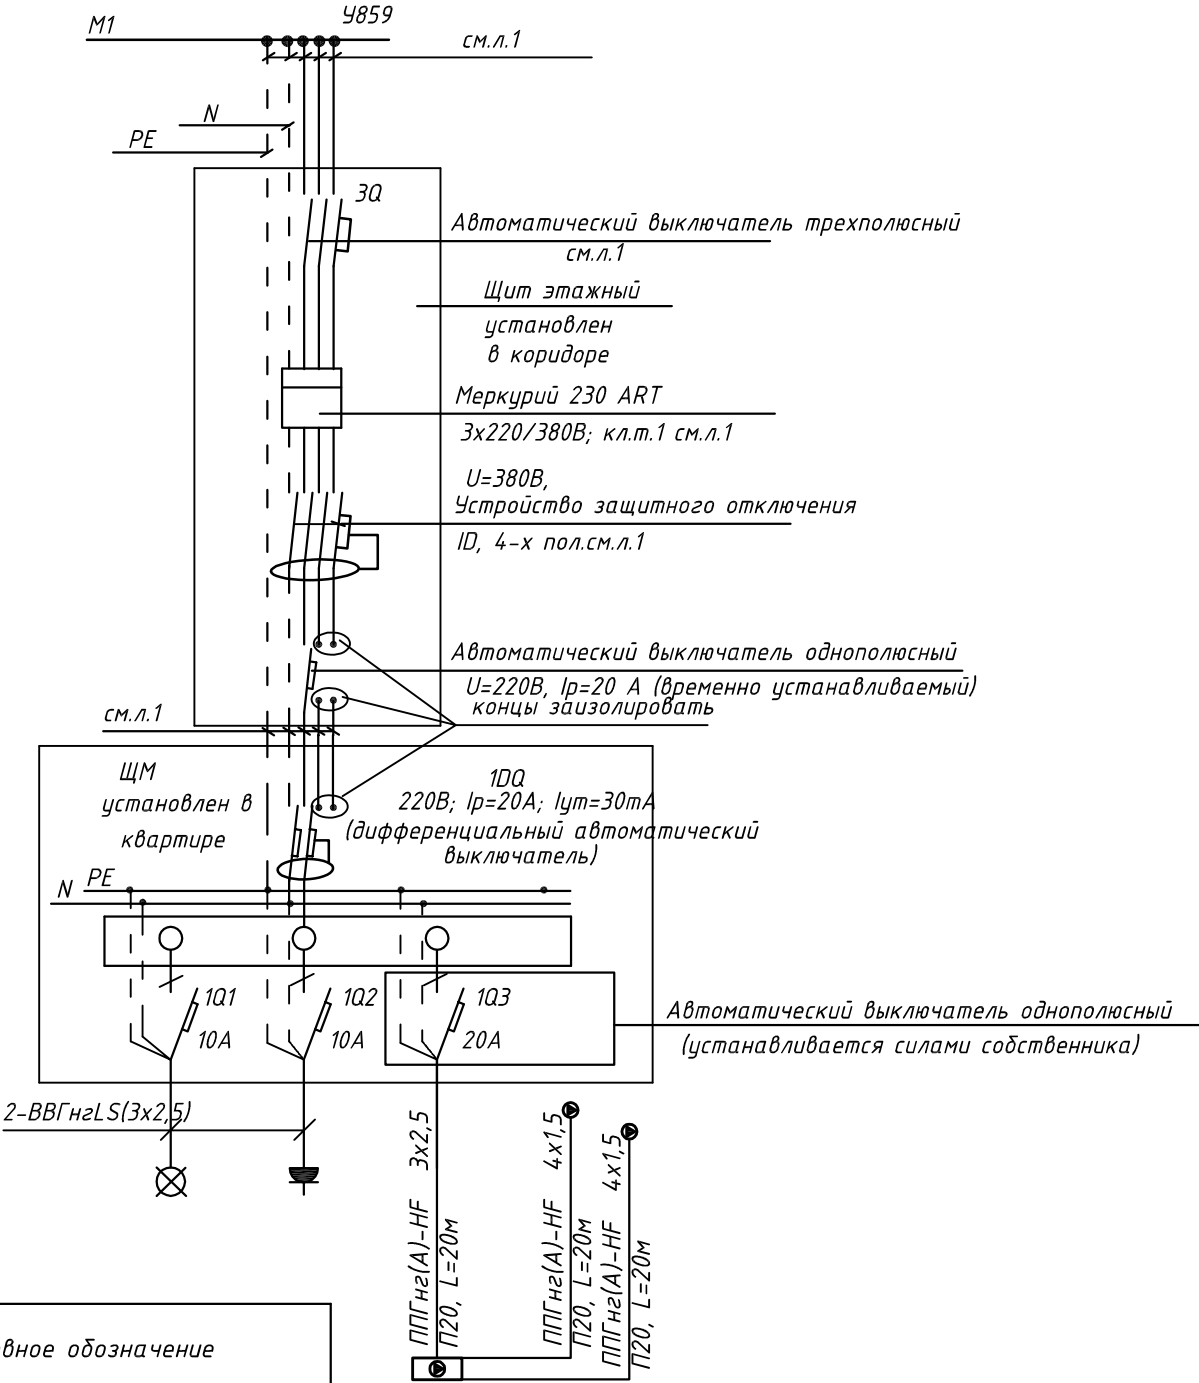 М1
У859
см.л.1
N
PE
3Q
Автоматический выключатель трехполюсный
см.л.1
Щит этажный
установлен
в коридоре
Меркурий 230 ART
3х220/380В; кл.т.1 см.л.1
U=380В,
Устройство защитного отключения
ID, 4-х пол.см.л.1
Автоматический выключатель однополюсный
U=220В, Iр=20 А (временно устанавливаемый)
концы заизолировать
см.л.1
ЩМ
установлен в
квартире
1DQ
220В; Iр=20А; Iут=30mA
(дифференциальный автоматический
выключатель)
PE
N
1Q1
10А
1Q2
10А
1Q3
20А
Автоматический выключатель однополюсный
(устанавливается силами собственника)
2-ВВГнгLS(3х2,5)
ППГнг(А)-HF 3х2,5
П20, L=20м
ППГнг(А)-HF 4х1,5
П20, L=20м
ППГнг(А)-HF 4х1,5
П20, L=20м
вное обозначение